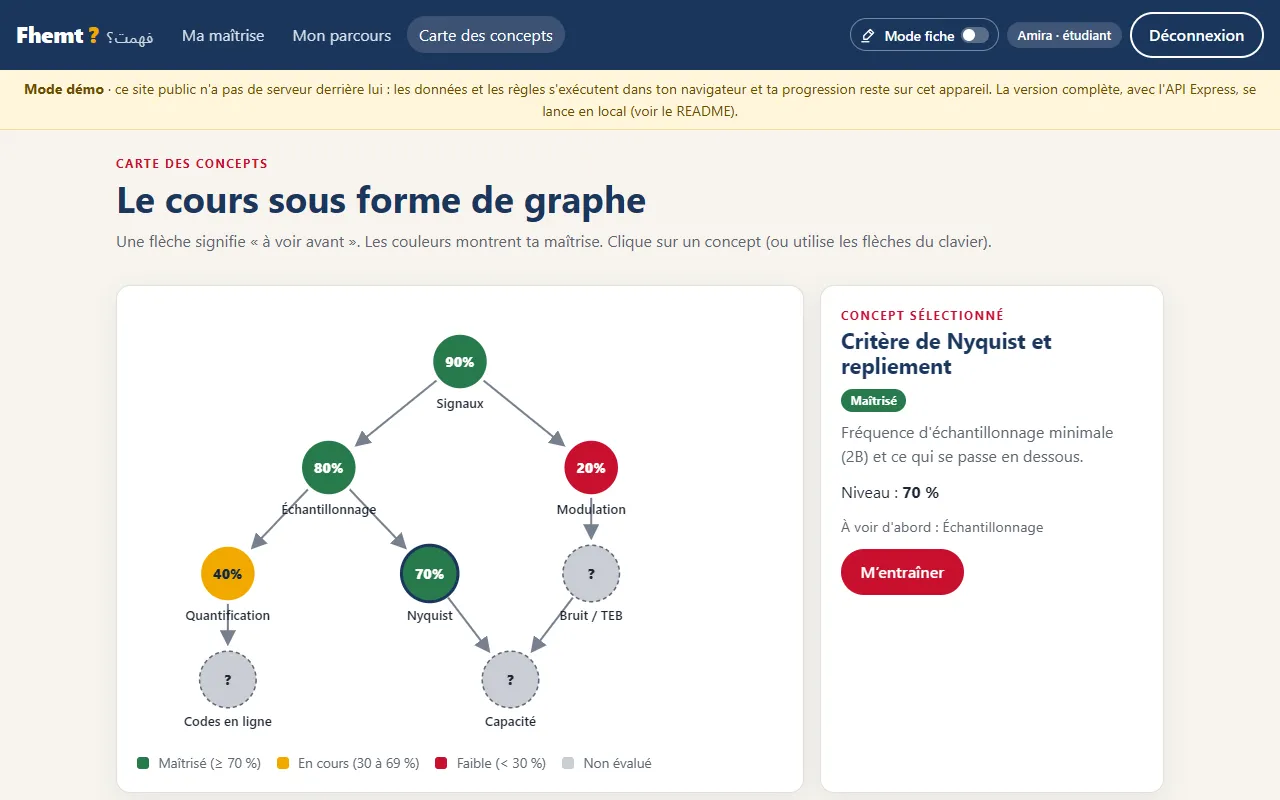 Fhemt ? فهمت؟ Ma maîtrise Mon parcours Carte des concepts Mode fiche Amira · étudiant Déconnexion
Mode démo · ce site public n'a pas de serveur derrière lui : les données et les règles s'exécutent dans ton navigateur et ta progression reste sur cet appareil. La version complète, avec l'API Express, se
lance en local (voir le README).
CARTE DES CONCEPTS
Le cours sous forme de graphe
Une flèche signifie « à voir avant ». Les couleurs montrent ta maîtrise. Clique sur un concept (ou utilise les flèches du clavier).
90%
Signaux
80%
20%
Échantillonnage
Modulation
40%
70%
?
Quantification
Nyquist
Bruit / TEB
?
?
Codes en ligne
Capacité
Maîtrisé (≥ 70 %) En cours (30 à 69 %) Faible (< 30 %) Non évalué
CONCEPT SÉLECTIONNÉ
Critère de Nyquist et
repliement
Maîtrisé
Fréquence d'échantillonnage minimale
(2B) et ce qui se passe en dessous.
Niveau : 70 %
À voir d'abord : Échantillonnage
M'entraîner